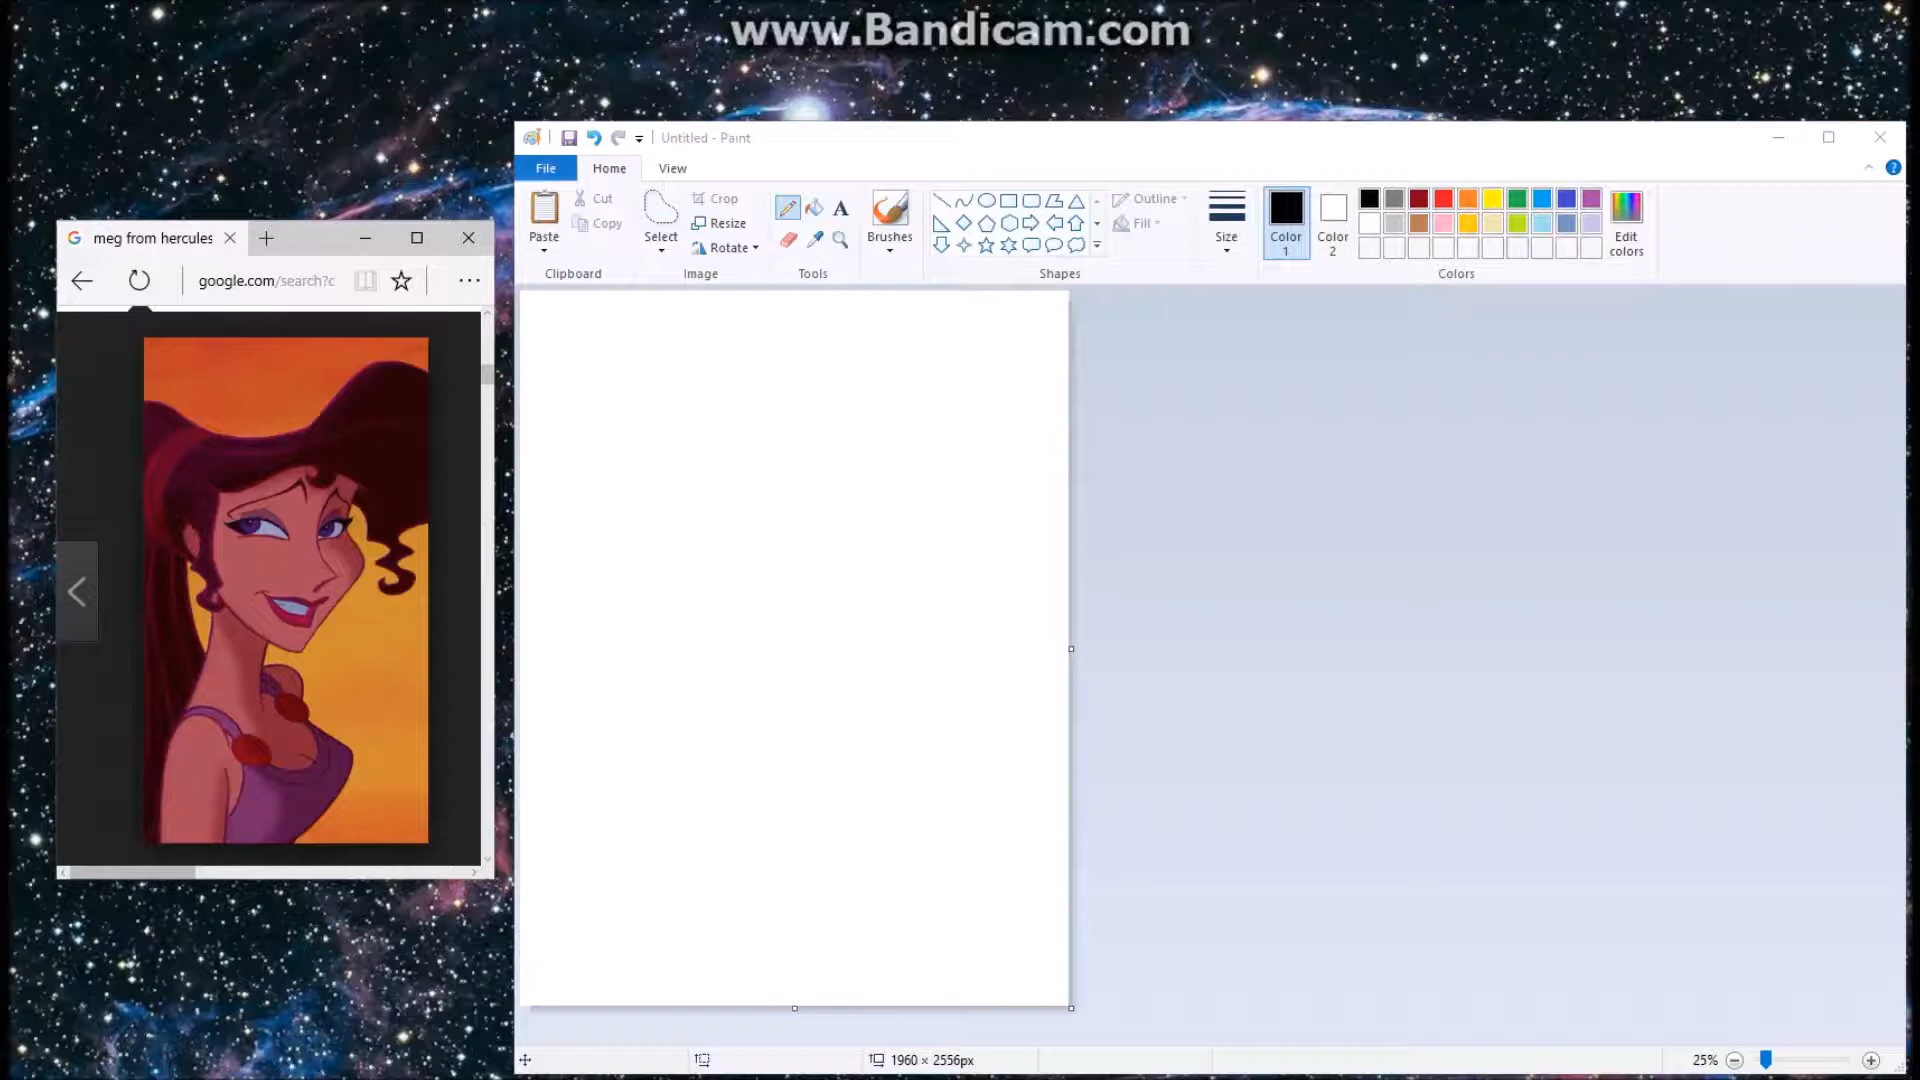 www.Bandicam.com
Untitled - Paint
File Home View
Paste
Cut
Copy
Clipboard
Select
Crop
Resize
Rotate
Image
A
Tools
Brushes
Shapes
Outline
Fill
Size
Color 1
Color 2
Edit colors
Colors
meg from hercules
google.com/search?c
1960 × 2556px
25%